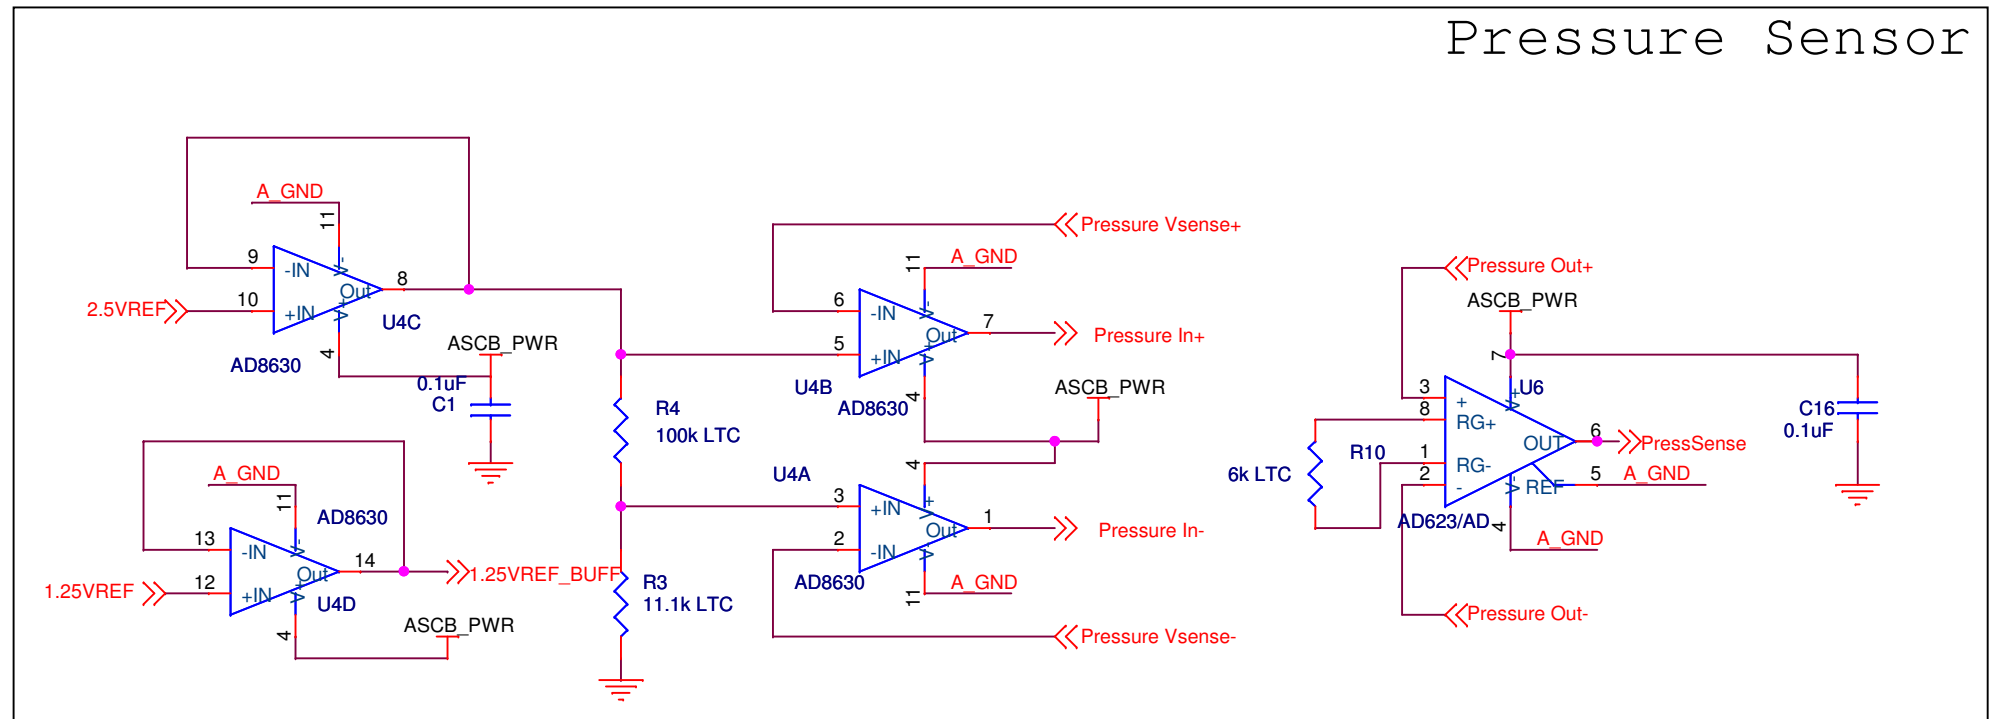 Pressure Sensor
A_GND
11
9
-IN
V-
8
Out
10
+IN
V+
2.5VREF
U4C
4
AD8630
ASCB_PWR
0.1uF
C1
A_GND
11
AD8630
13
-IN
V-
14
Out
12
+IN
V+
1.25VREF
1.25VREF_BUFF
U4D
4
ASCB_PWR
R4
100k LTC
R3
11.1k LTC
Pressure Vsense+
A_GND
11
6
-IN
V-
7
Out
5
+IN
V+
Pressure In+
U4B
4
AD8630
ASCB_PWR
U4A
4
3
+IN
V+
1
Out
2
-IN
V-
Pressure In-
AD8630
11
A_GND
Pressure Vsense-
Pressure Out+
ASCB_PWR
7
U6
3
+
V+
8
RG+
R10
6k LTC
1
RG-
2
-
OUT
6
PressSense
REF
5
A_GND
V-
AD623/AD
4
A_GND
Pressure Out-
C16
0.1uF